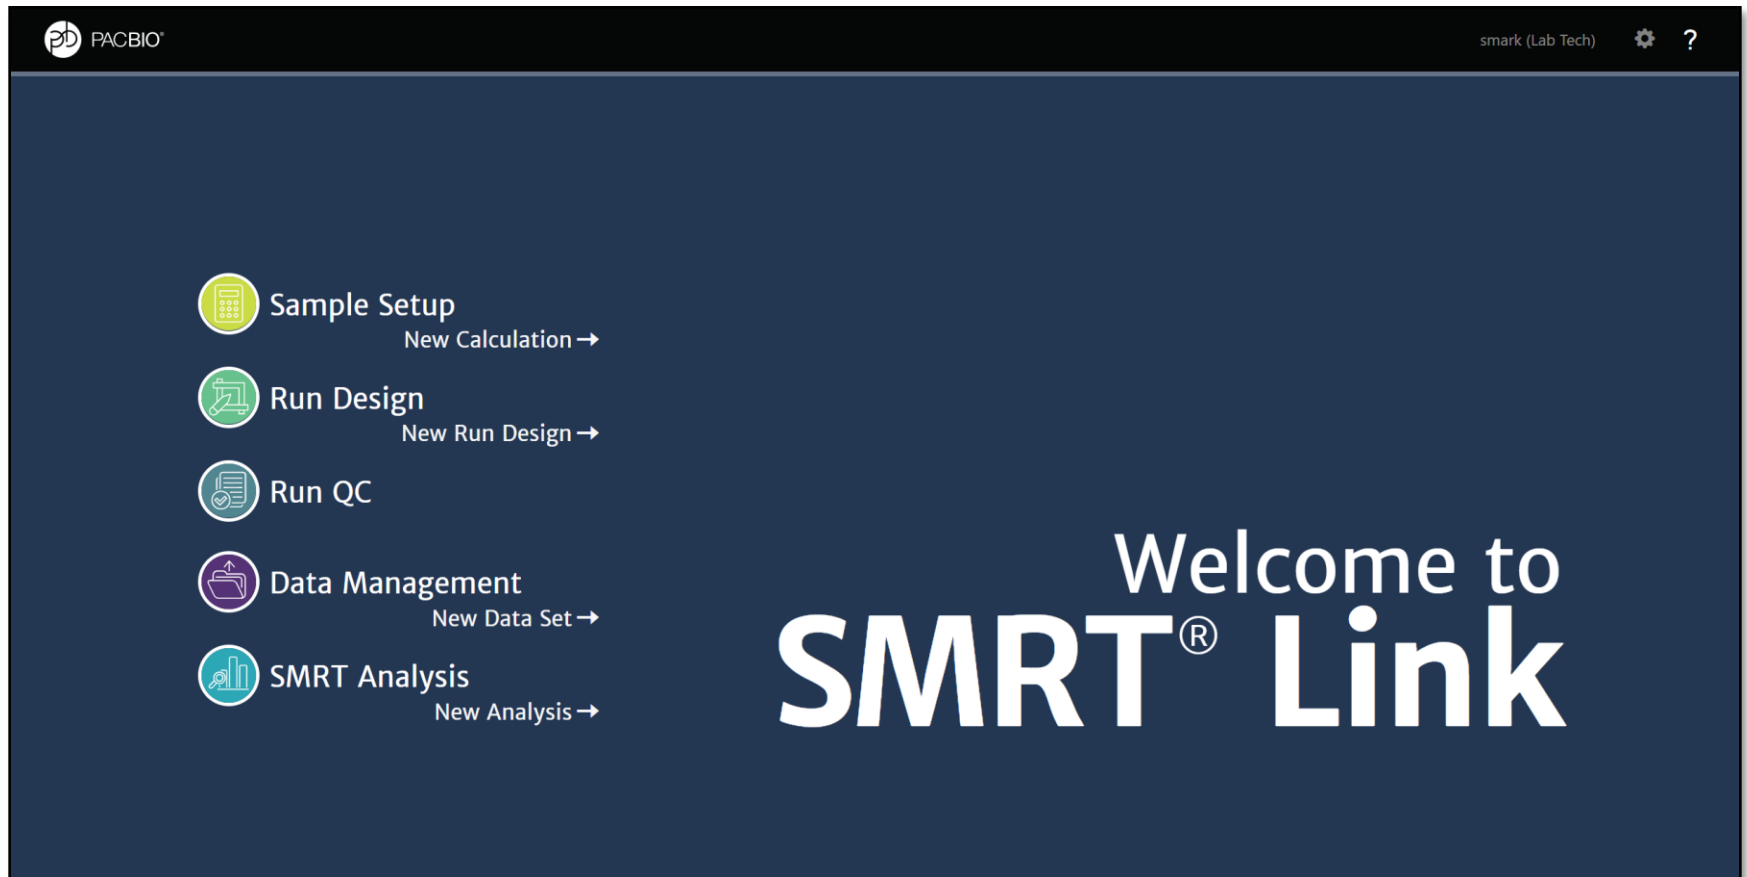 PACBIO®
smark (Lab Tech)
?
Sample Setup
New Calculation →
Run Design
New Run Design →
Run QC
Data Management
New Data Set →
SMRT Analysis
New Analysis →
Welcome to
SMRT® Link